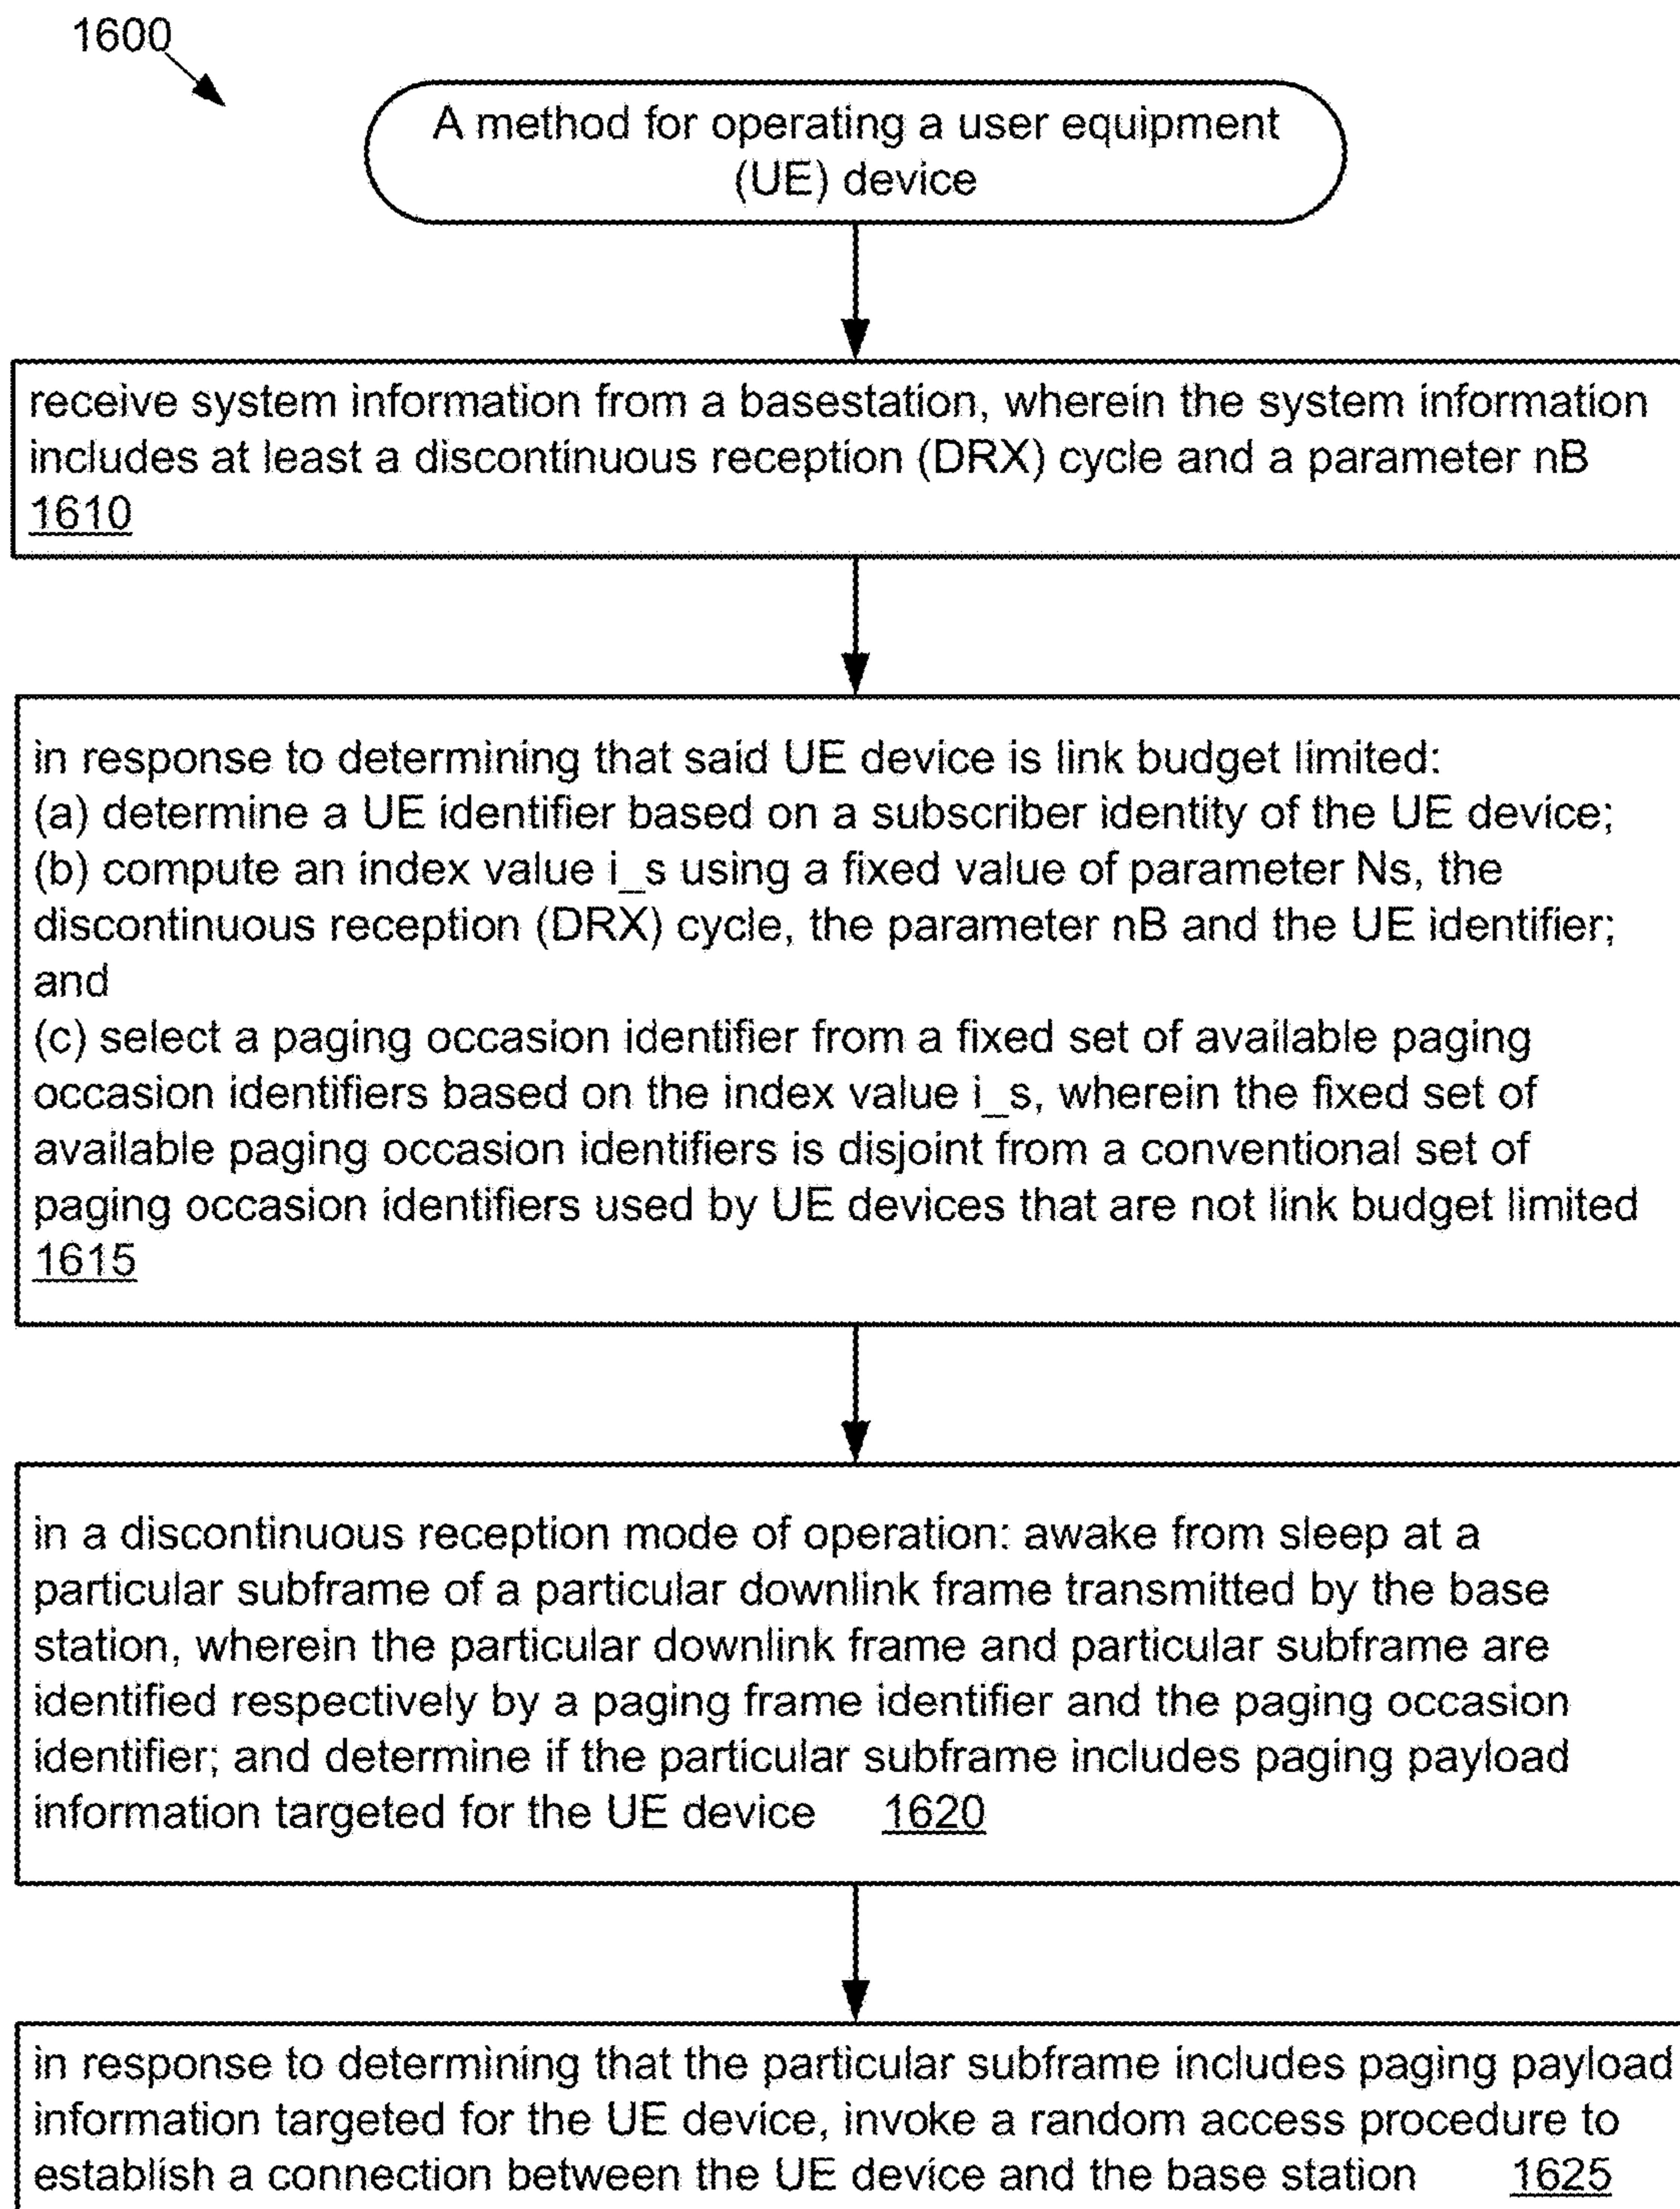 1600
A method for operating a user equipment
(UE) device
receive system information from a basestation, wherein the system information
includes at least a discontinuous reception (DRX) cycle and a parameter nB
1610
in response to determining that said UE device is link budget limited:
(a) determine a UE identifier based on a subscriber identity of the UE device;
(b) compute an index value i_s using a fixed value of parameter Ns, the
discontinuous reception (DRX) cycle, the parameter nB and the UE identifier;
and
(c) select a paging occasion identifier from a fixed set of available paging
occasion identifiers based on the index value i_s, wherein the fixed set of
available paging occasion identifiers is disjoint from a conventional set of
paging occasion identifiers used by UE devices that are not link budget limited
1615
in a discontinuous reception mode of operation: awake from sleep at a
particular subframe of a particular downlink frame transmitted by the base
station, wherein the particular downlink frame and particular subframe are
identified respectively by a paging frame identifier and the paging occasion
identifier; and determine if the particular subframe includes paging payload
information targeted for the UE device 1620
in response to determining that the particular subframe includes paging payload
information targeted for the UE device, invoke a random access procedure to
establish a connection between the UE device and the base station 1625